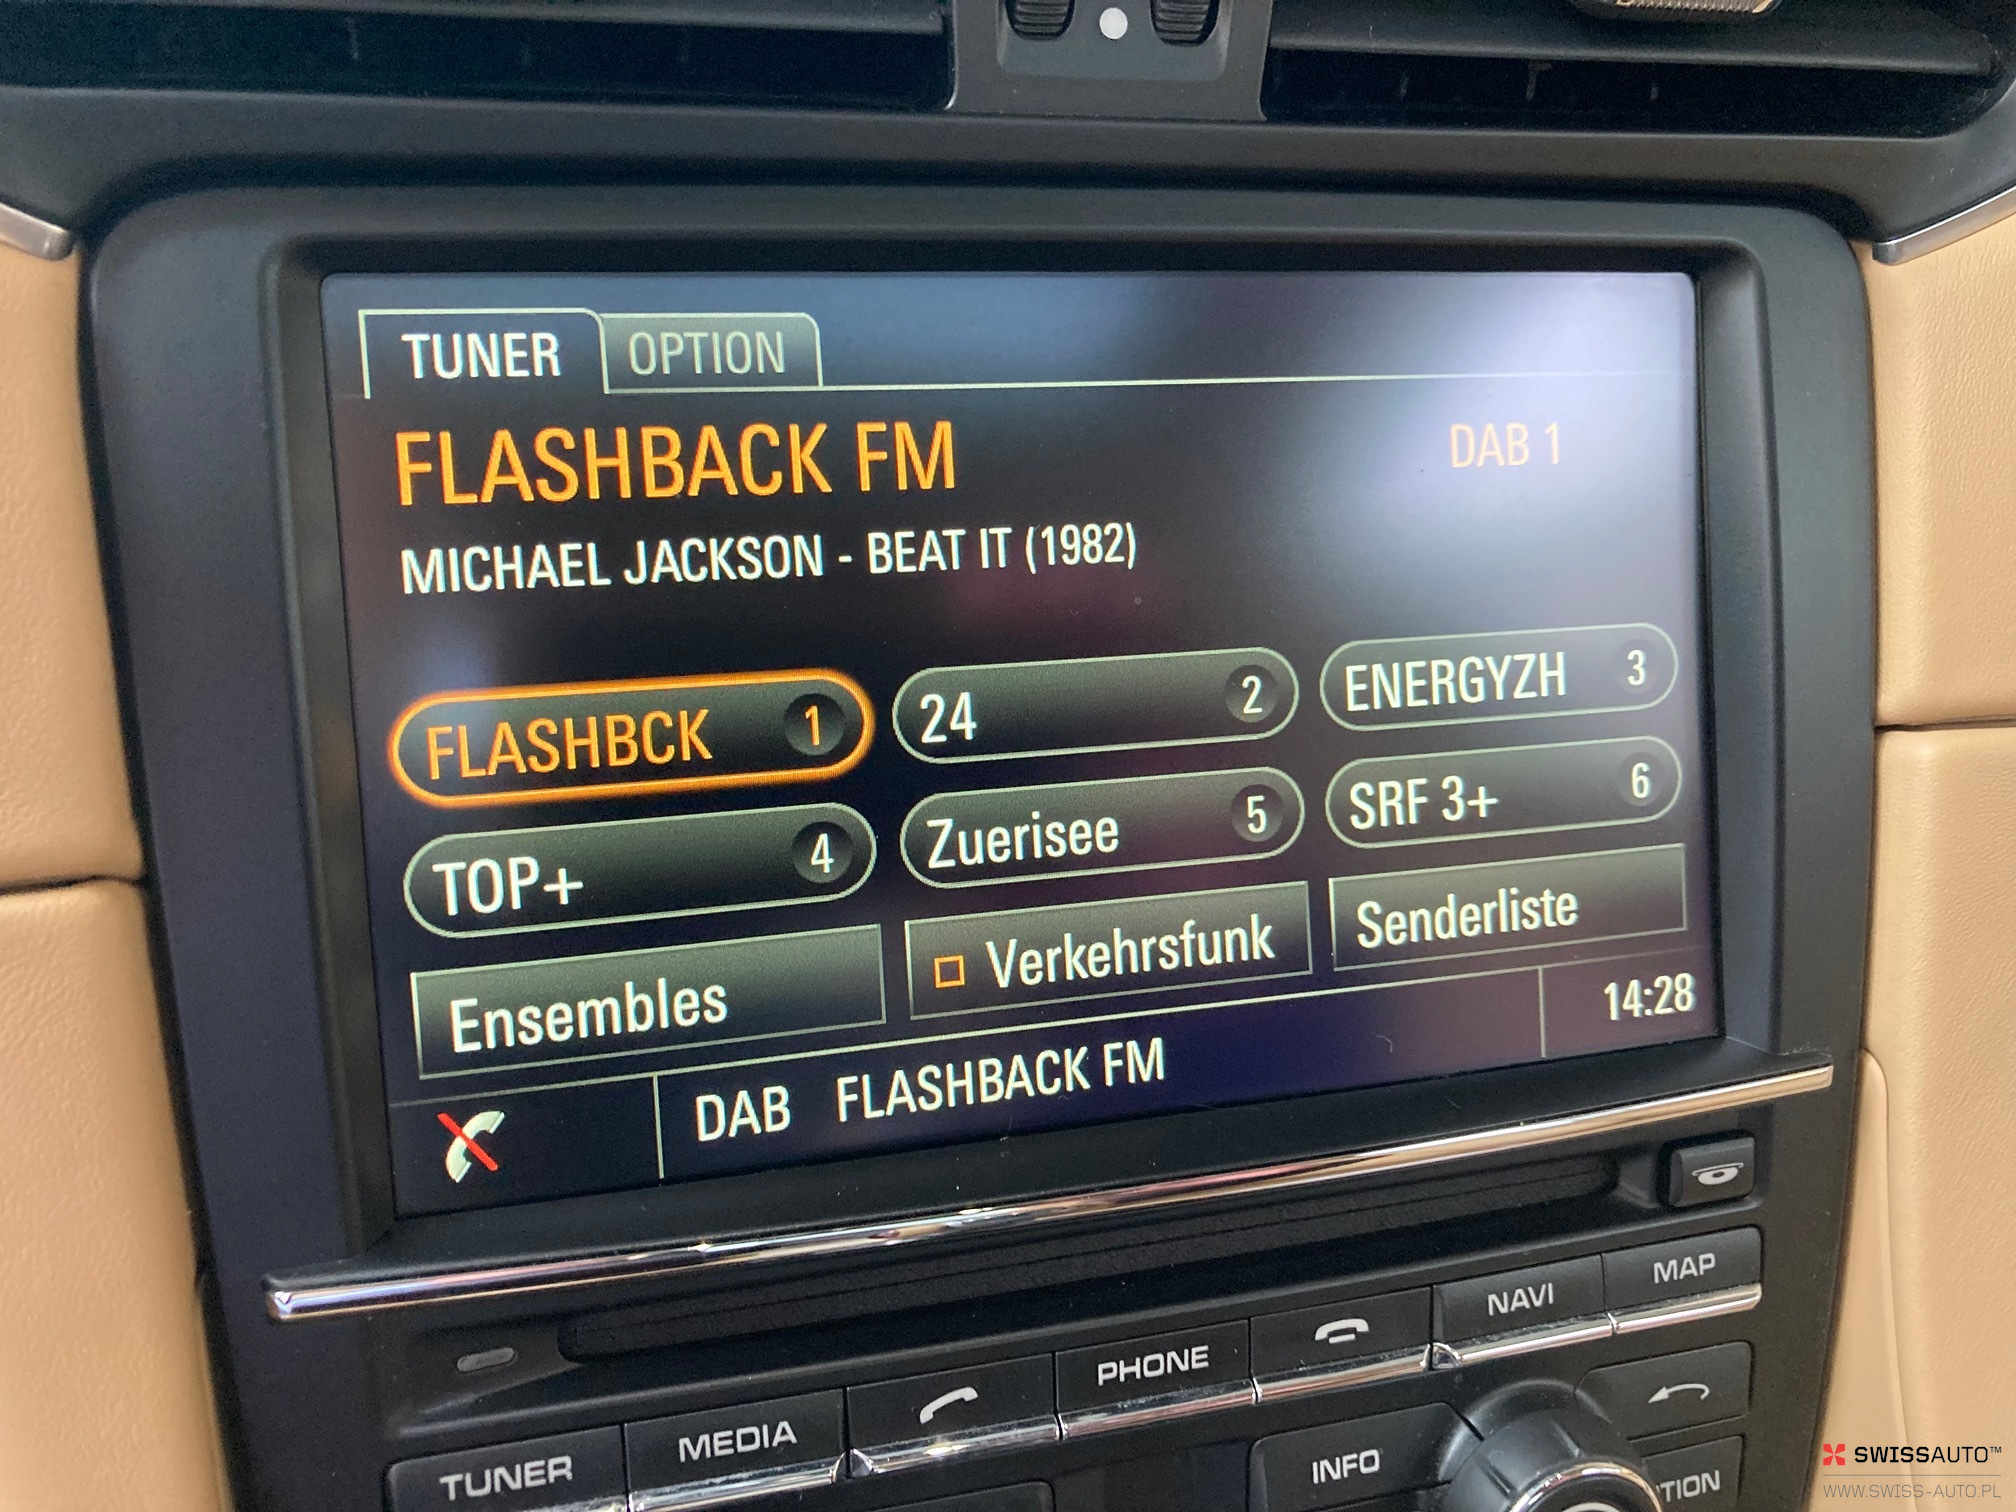 TUNER OPTION
FLASHBACK FM DAB 1
MICHAEL JACKSON - BEAT IT (1982)
FLASHBCK 1 24 2 ENERGYZH 3
TOP+ 4 Zuerisee 5 SRF 3+ 6
Ensembles Verkehrsfunk Senderliste
DAB FLASHBACK FM 14:28
TUNER MEDIA PHONE NAVI MAP
INFO
SWISSAUTO™
WWW.SWISS-AUTO.PL